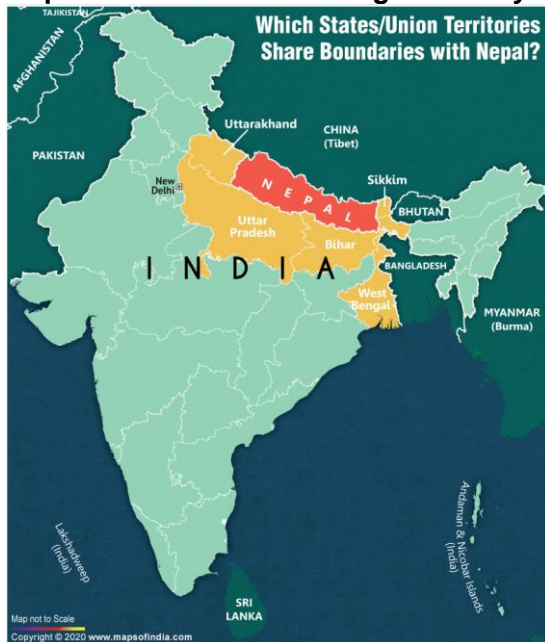 Which States/Union Territories
Share Boundaries with Nepal?
TAJIKISTAN
AFGHANISTAN
CHINA
(Tibet)
PAKISTAN
Uttarakhand
New
Delhi
NEPAL
Sikkim
BHUTAN
Uttar
Pradesh
Bihar
INDIA
BANGLADESH
West
Bengal
MYANMAR
(Burma)
Lakshadweep
(India)
Andaman & Nicobar Islands
(India)
SRI
LANKA
Map not to Scale
Copyright © 2020 www.mapsofindia.com